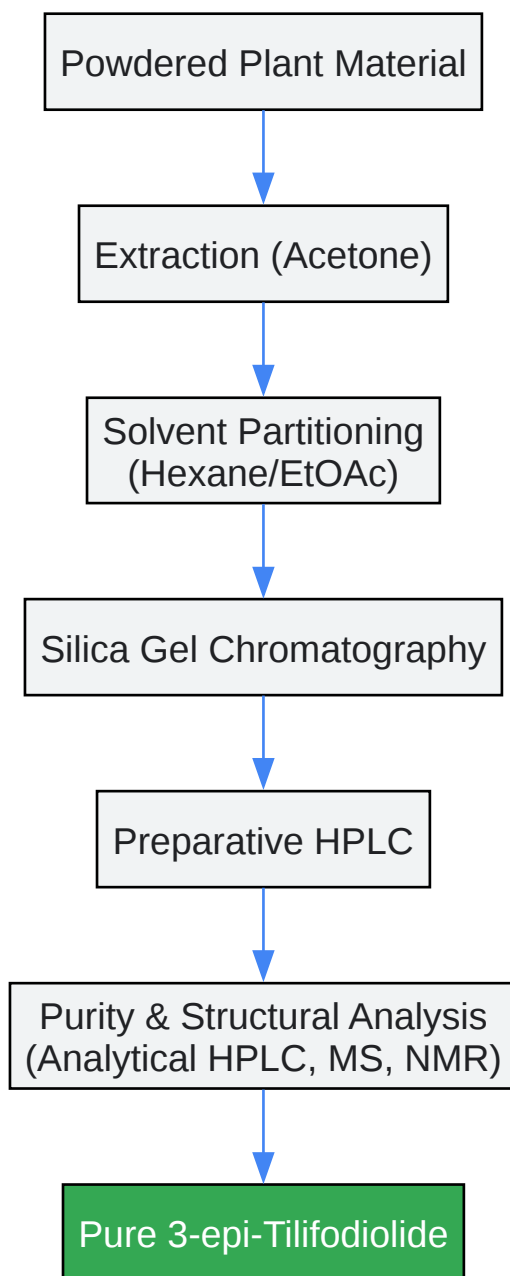 Powdered Plant Material
Extraction (Acetone)
Solvent Partitioning
(Hexane/EtOAc)
Silica Gel Chromatography
Preparative HPLC
Purity & Structural Analysis
(Analytical HPLC, MS, NMR)
Pure 3-epi-Tilifodiolide